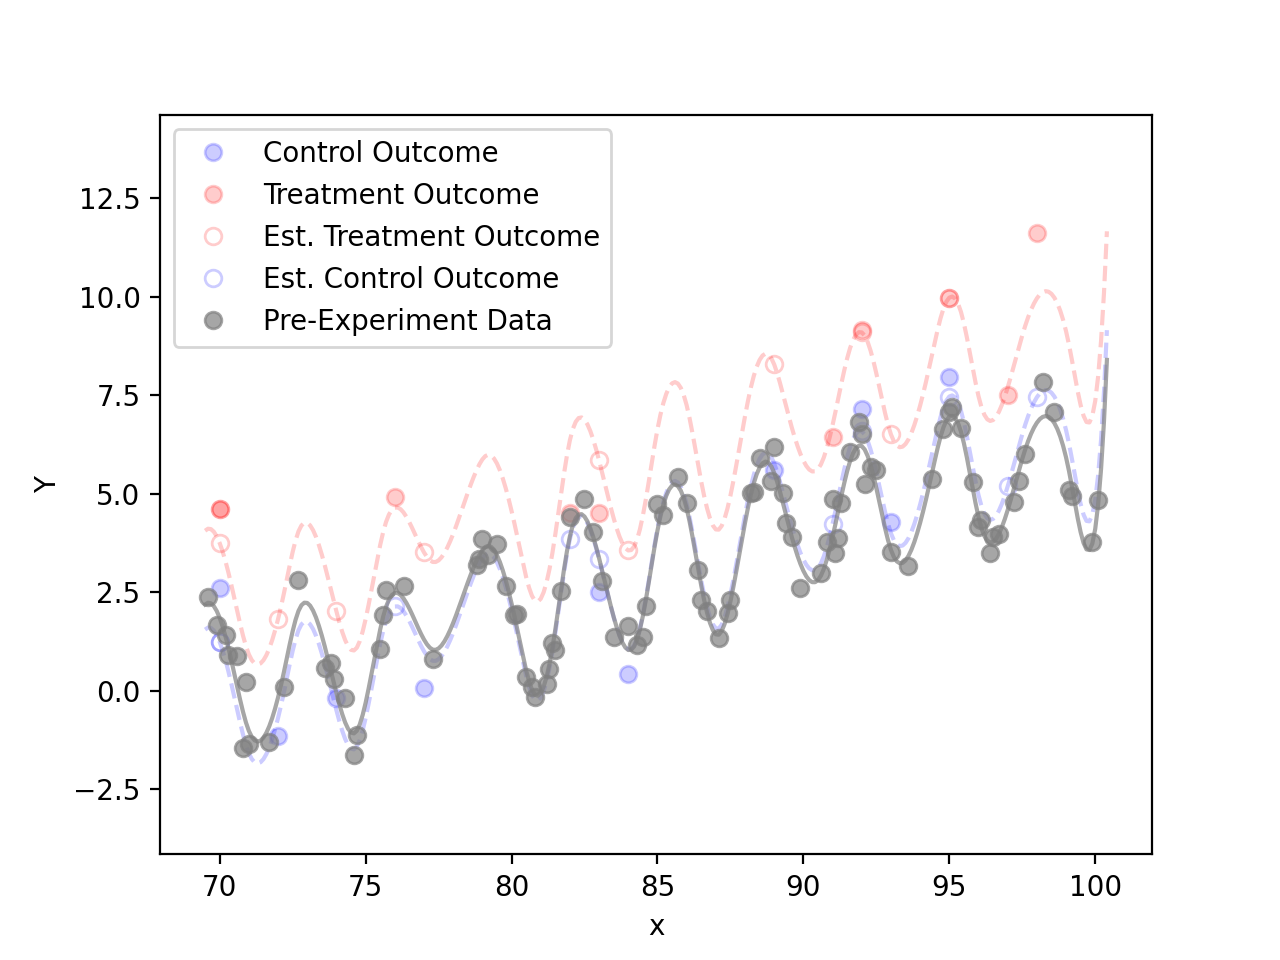 Control Outcome
Treatment Outcome
Est. Treatment Outcome
Est. Control Outcome
Pre-Experiment Data
12.5
10.0
7.5
5.0
2.5
0.0
−2.5
Y
70 75 80 85 90 95 100
x